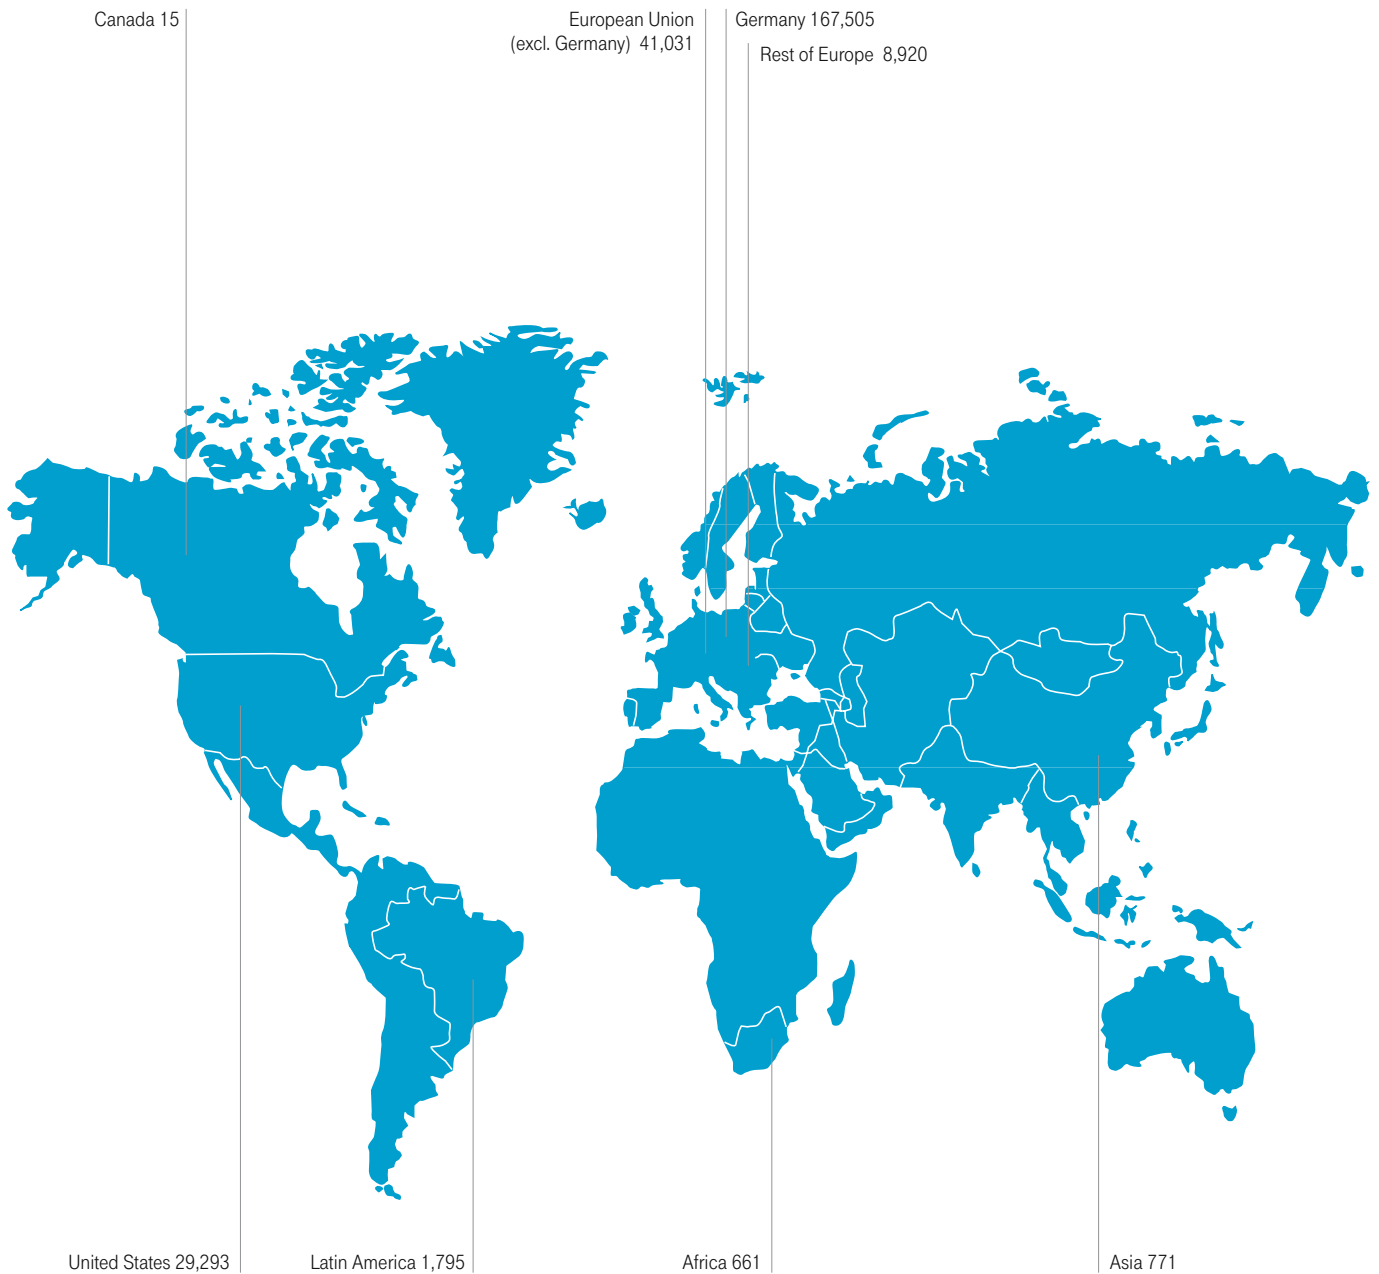 Canada 15
European Union
(excl. Germany) 41,031
Germany 167,505
Rest of Europe 8,920
United States 29,293
Latin America 1,795
Africa 661
Asia 771